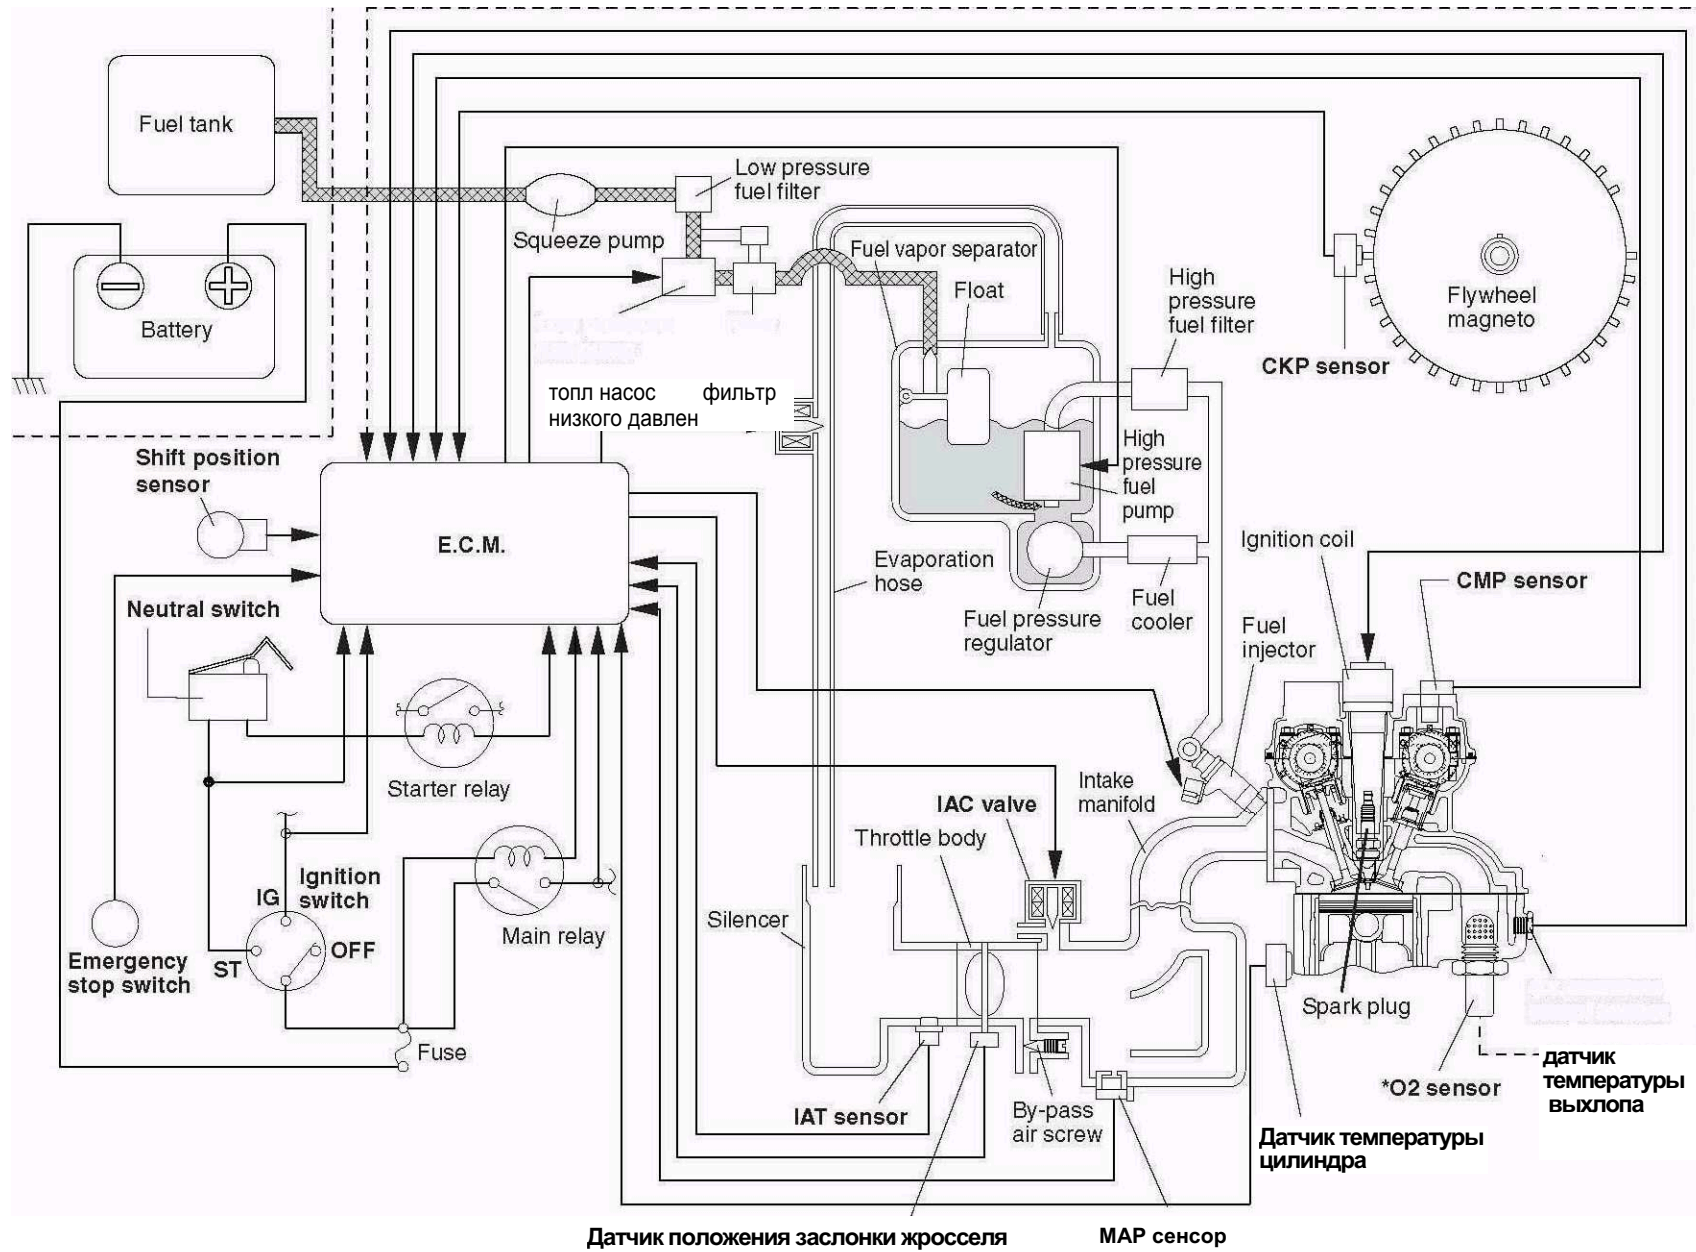 Fuel tank
Low pressure
fuel filter
Squeeze pump
Fuel vapor separator
Float
High
pressure
fuel filter
Flywheel
magneto
CKP sensor
Battery
топл насос фильтр
низкого давлен
High
pressure
fuel
pump
Shift position
sensor
E.C.M.
Ignition coil
CMP sensor
Evaporation
hose
Fuel
cooler
Fuel pressure
regulator
Fuel
injector
Neutral switch
Starter relay
Intake
manifold
IAC valve
Throttle body
Ignition
switch
IG
OFF
ST
Main relay
Silencer
Emergency
stop switch
Spark plug
Fuse
*O2 sensor
датчик
температуры
выхлопа
IAT sensor
By-pass
air screw
Датчик температуры
цилиндра
Датчик положения заслонки жросселя
МАР сенсор